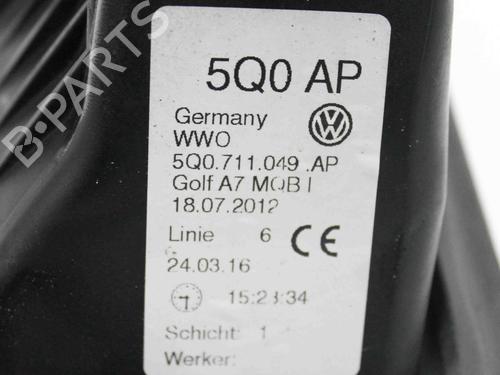 B-PARTS
5Q0 AP
Germany
WWO
5Q0.711.049 .AP
Golf A7 MQB I
18.07.2012
Linie 6 CE
24.03.16
15:23:34
Schicht: 1
Werker: